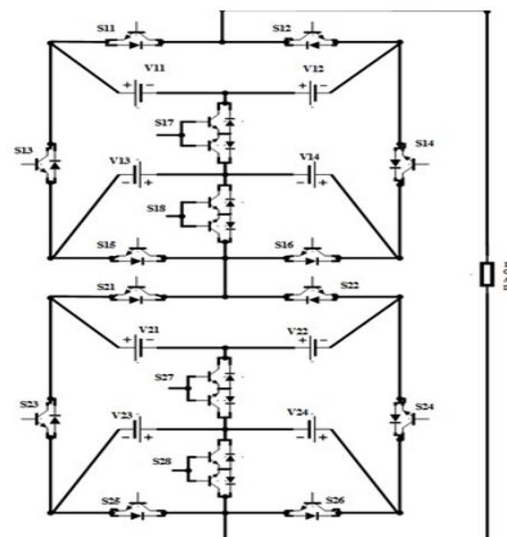 S11 S12
V11 V12
+ − + −
S17
S13 S14
V13 V14
− + − +
S18
S15 S16
S21 S22
V21 V22
+ − + −
S27
S23 S24
V23 V24
− + − +
S28
S25 S26